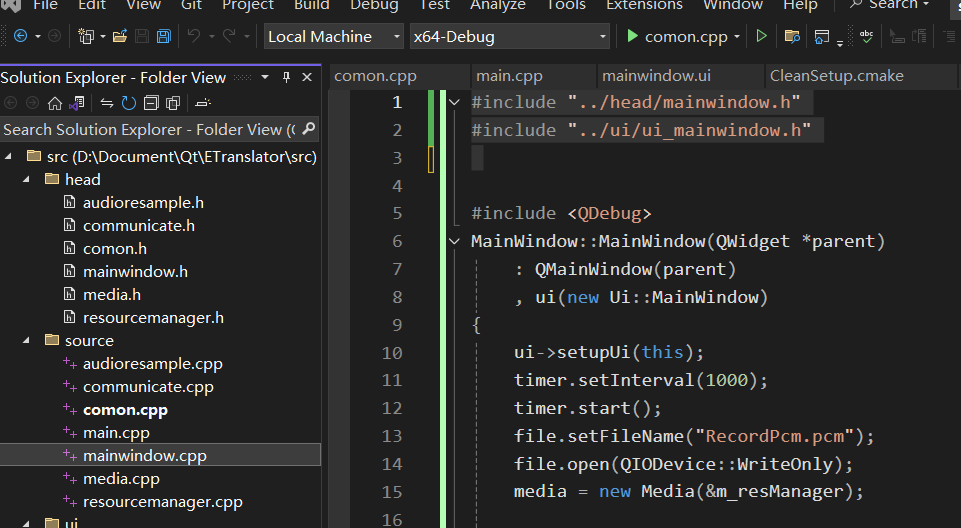 File Edit View Git Project Build Debug Test Analyze Tools Extensions Window Help Search
Local Machine x64-Debug comon.cpp
Solution Explorer - Folder View
Search Solution Explorer - Folder View (
src (D:\Document\Qt\ETranslator\src)
head
audioresample.h
communicate.h
comon.h
mainwindow.h
media.h
resourcemanager.h
source
audioresample.cpp
communicate.cpp
comon.cpp
main.cpp
mainwindow.cpp
media.cpp
resourcemanager.cpp
ui
comon.cpp main.cpp mainwindow.ui CleanSetup.cmake
1 #include "../head/mainwindow.h"
2 #include "../ui/ui_mainwindow.h"
3
4
5 #include <QDebug>
6 MainWindow::MainWindow(QWidget *parent)
7 : QMainWindow(parent)
8 , ui(new Ui::MainWindow)
9 {
10 ui->setupUi(this);
11 timer.setInterval(1000);
12 timer.start();
13 file.setFileName("RecordPcm.pcm");
14 file.open(QIODevice::WriteOnly);
15 media = new Media(&m_resManager);
16